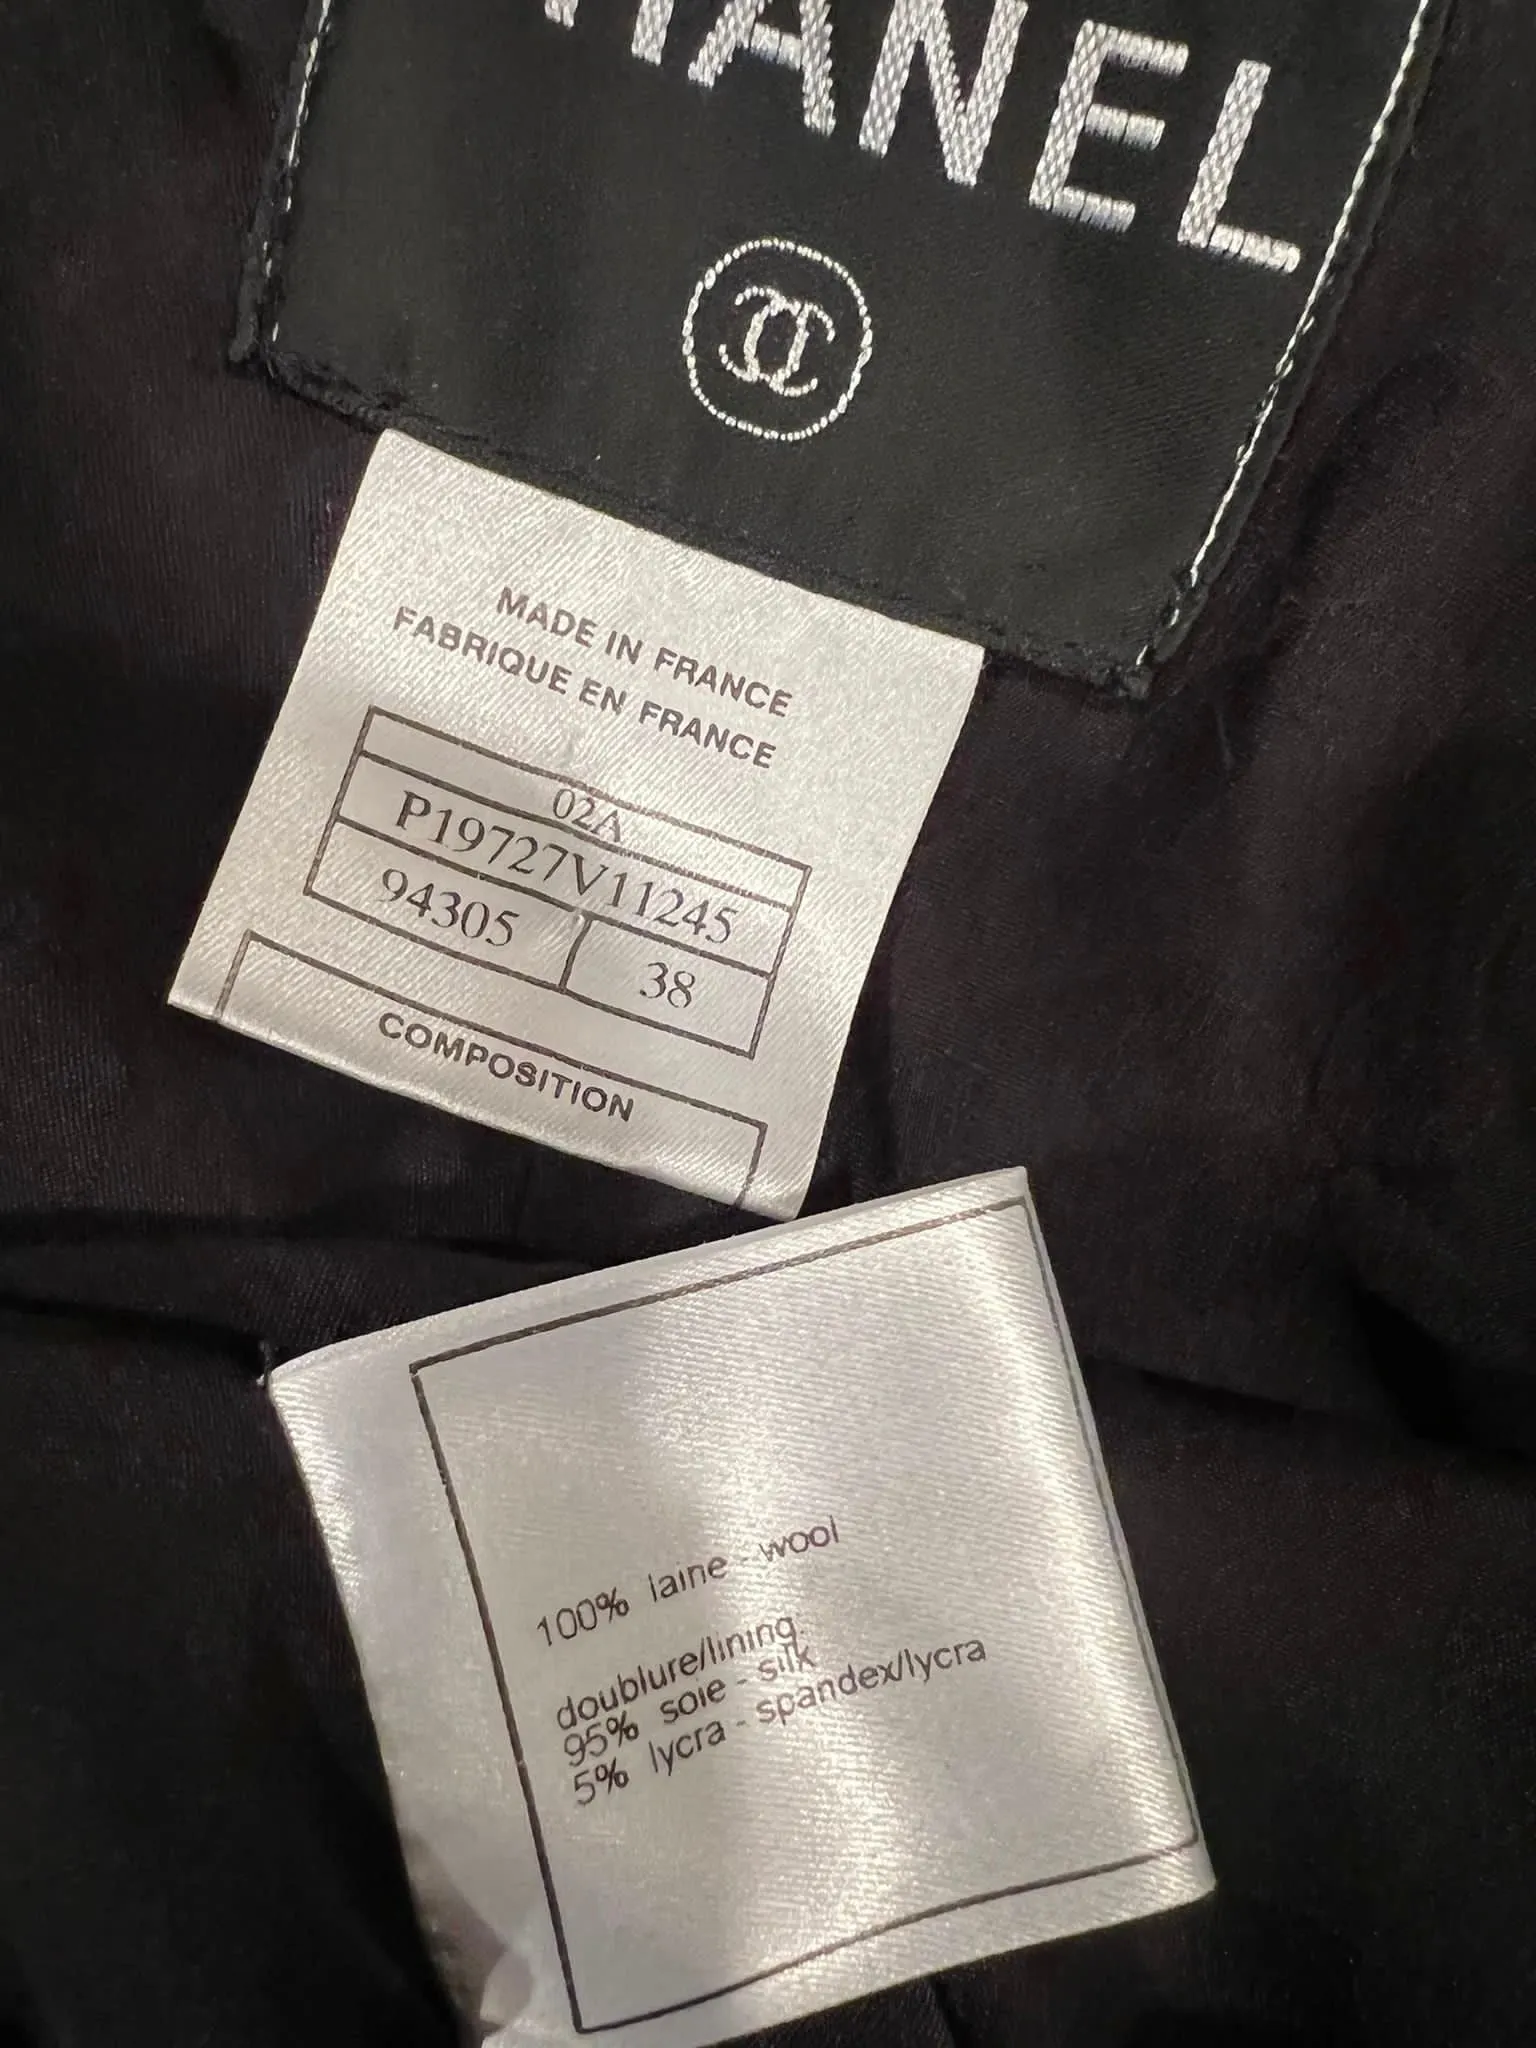 HANEL
MADE IN FRANCE
FABRIQUE EN FRANCE
02A
P19727V11245
94305 38
COMPOSITION
100% laine - wool
doublure/lining:
95% soie - silk
5% lycra - spandex/lycra